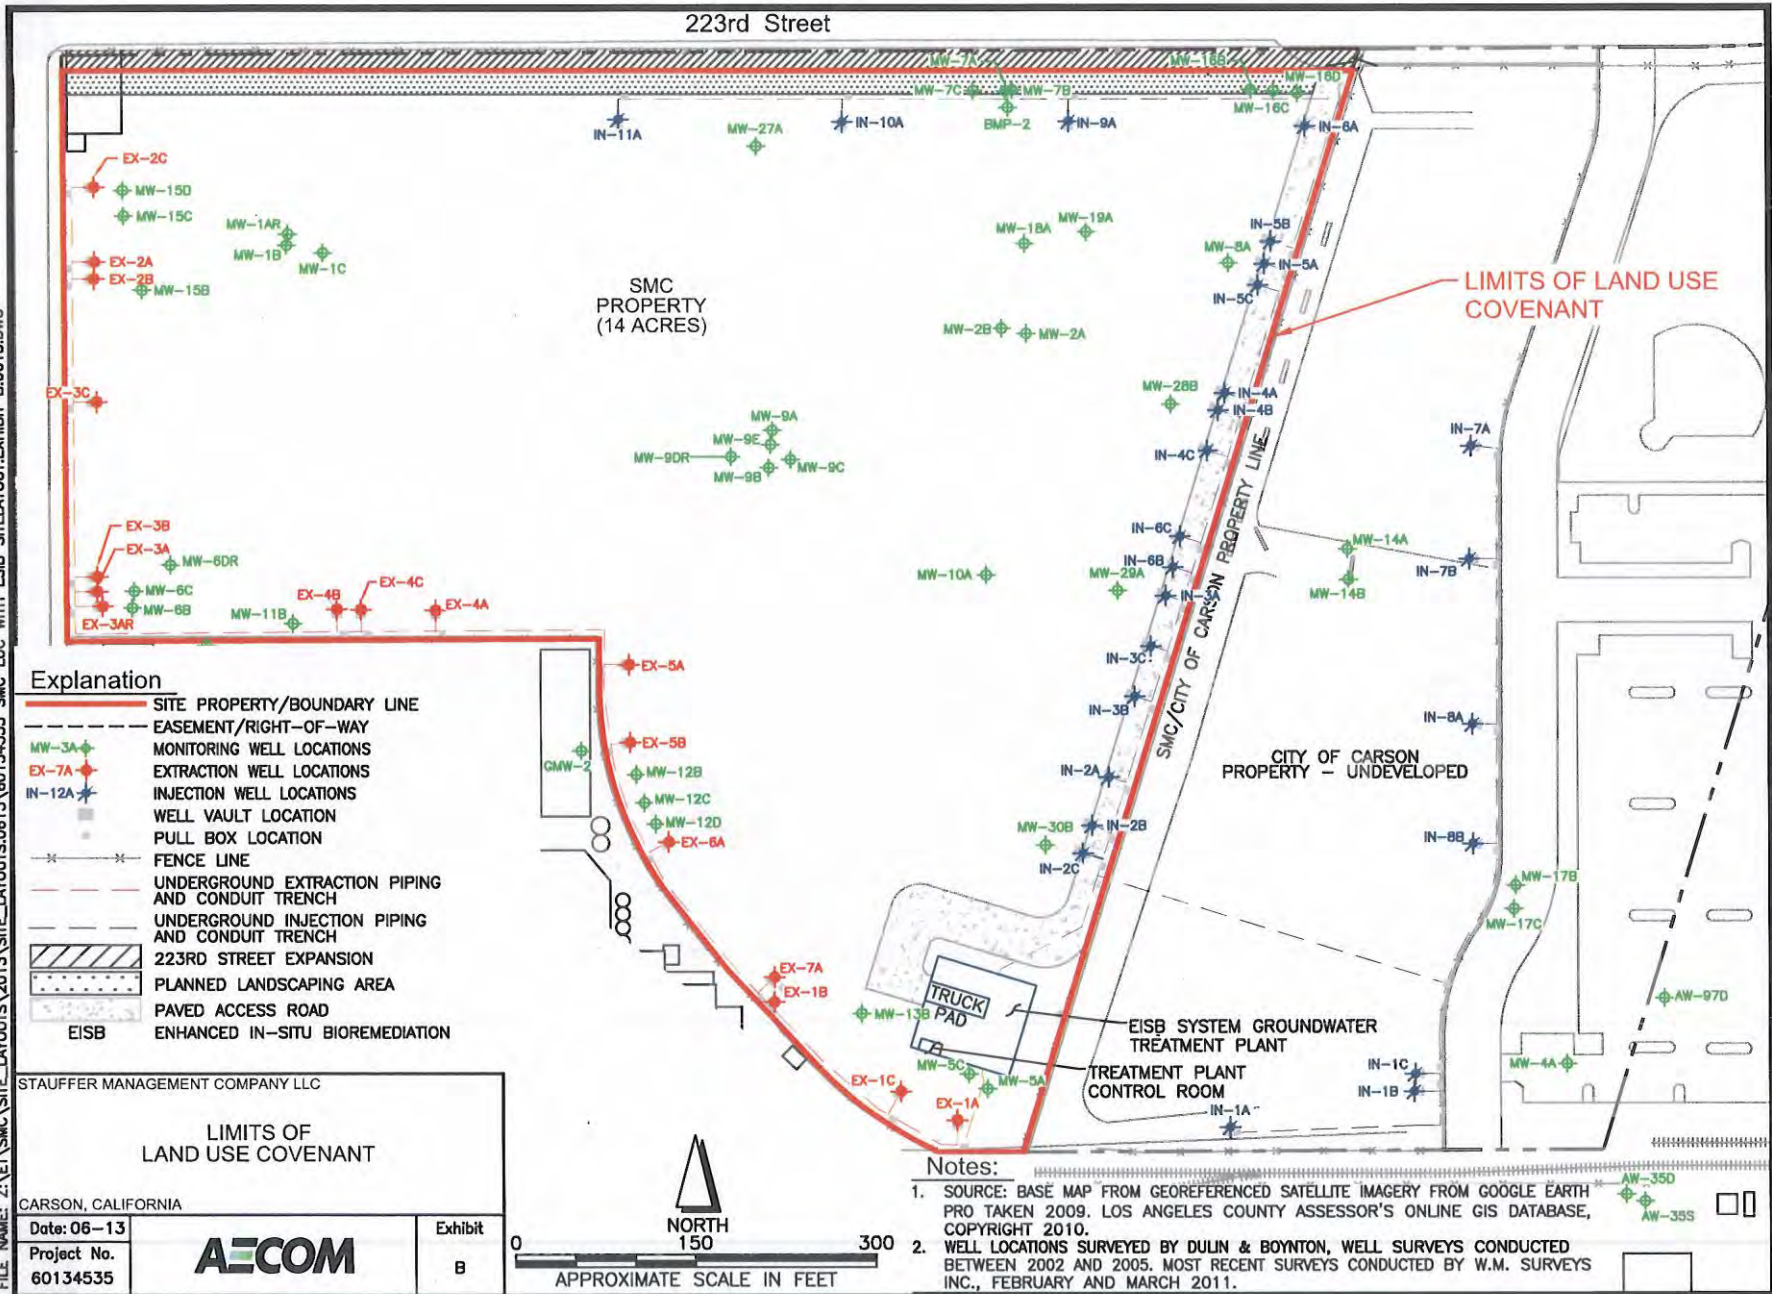 223rd Street
MW-7A
MW-16B
MW-7C
MW-7B
MW-16D
MW-16C
BMP-2
IN-11A
IN-10A
IN-9A
IN-6A
MW-27A
EX-2C
MW-15D
MW-15C
MW-1AR
MW-1B
MW-1C
EX-2A
EX-2B
MW-15B
MW-18A
MW-19A
MW-8A
IN-5B
IN-5A
IN-5C
SMC
PROPERTY
(14 ACRES)
LIMITS OF LAND USE
COVENANT
MW-2B
MW-2A
EX-3C
MW-28B
IN-4A
IN-4B
IN-4C
MW-9A
MW-9E
MW-9DR
MW-9C
MW-9B
IN-7A
SMC/CITY OF CARSON PROPERTY LINE
EX-3B
EX-3A
MW-6DR
MW-6C
MW-6B
EX-3AR
MW-11B
EX-4B
EX-4C
EX-4A
IN-6C
IN-6B
IN-3A
MW-10A
MW-29A
MW-14A
MW-14B
IN-7B
IN-3C
IN-3B
EX-5A
EX-5B
GMW-2
MW-12B
MW-12C
MW-12D
EX-6A
IN-2A
IN-2B
IN-2C
MW-30B
IN-8A
CITY OF CARSON
PROPERTY - UNDEVELOPED
IN-8B
MW-17B
MW-17C
AW-97D
MW-4A
EX-7A
EX-1B
MW-13B
TRUCK
PAD
EISB SYSTEM GROUNDWATER
TREATMENT PLANT
TREATMENT PLANT
CONTROL ROOM
MW-5C
MW-5A
EX-1C
EX-1A
IN-1A
IN-1C
IN-1B
AW-35D
AW-35S
Explanation
SITE PROPERTY/BOUNDARY LINE
EASEMENT/RIGHT-OF-WAY
MW-3A MONITORING WELL LOCATIONS
EX-7A EXTRACTION WELL LOCATIONS
IN-12A INJECTION WELL LOCATIONS
WELL VAULT LOCATION
PULL BOX LOCATION
FENCE LINE
UNDERGROUND EXTRACTION PIPING
AND CONDUIT TRENCH
UNDERGROUND INJECTION PIPING
AND CONDUIT TRENCH
223RD STREET EXPANSION
PLANNED LANDSCAPING AREA
PAVED ACCESS ROAD
EISB ENHANCED IN-SITU BIOREMEDIATION
STAUFFER MANAGEMENT COMPANY LLC
LIMITS OF
LAND USE COVENANT
CARSON, CALIFORNIA
Date: 06-13
Project No.
60134535
AECOM
Exhibit
B
NORTH
0 150 300
APPROXIMATE SCALE IN FEET
Notes:
1. SOURCE: BASE MAP FROM GEOREFERENCED SATELLITE IMAGERY FROM GOOGLE EARTH
PRO TAKEN 2009. LOS ANGELES COUNTY ASSESSOR'S ONLINE GIS DATABASE,
COPYRIGHT 2010.
2. WELL LOCATIONS SURVEYED BY DULIN & BOYNTON, WELL SURVEYS CONDUCTED
BETWEEN 2002 AND 2005. MOST RECENT SURVEYS CONDUCTED BY W.M. SURVEYS
INC., FEBRUARY AND MARCH 2011.